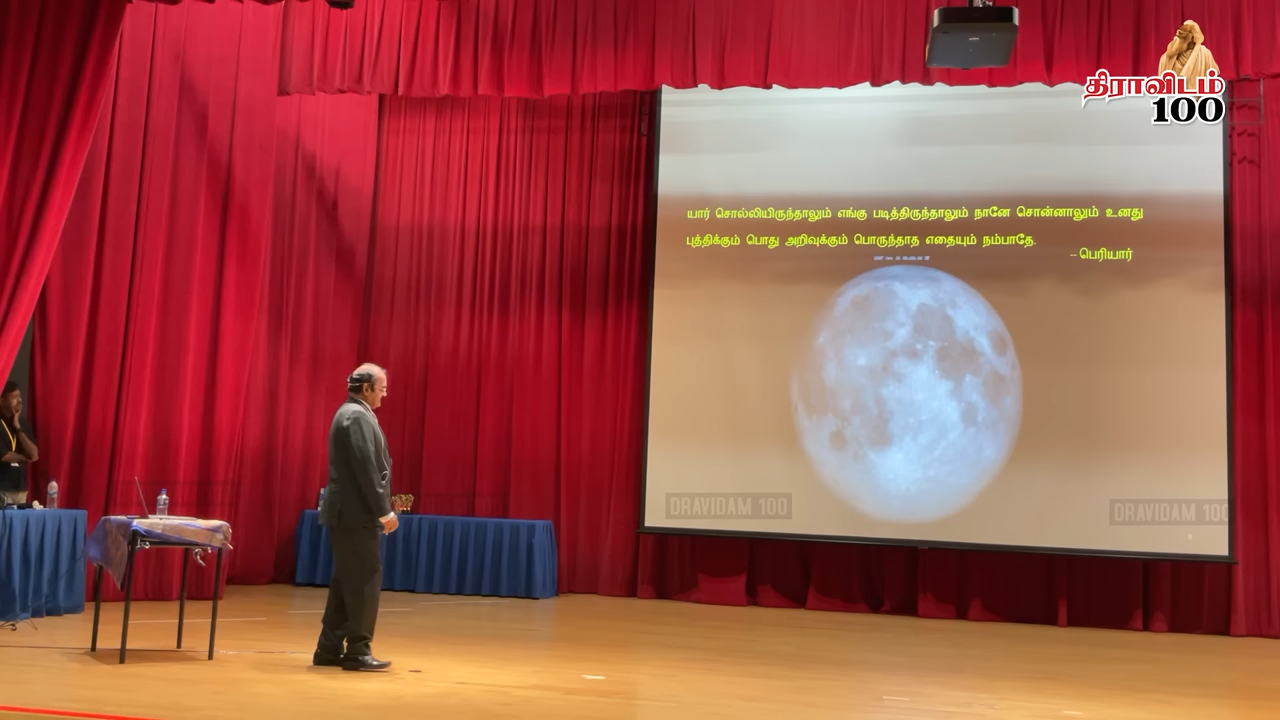 திராவிடம்
100
யார் சொல்லியிருந்தாலும் எங்கு படித்திருந்தாலும் நானே சொன்னாலும் உனது
புத்திக்கும் பொது அறிவுக்கும் பொருந்தாத எதையும் நம்பாதே.
-- பெரியார்
DRAVIDAM 100
DRAVIDAM 100